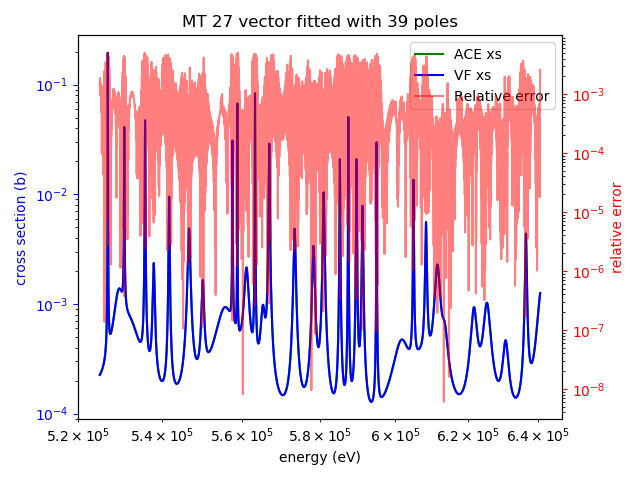 MT 27 vector fitted with 39 poles
ACE xs
VF xs
Relative error
10⁻¹
10⁻²
10⁻³
10⁻⁴
cross section (b)
10⁻³
10⁻⁴
10⁻⁵
10⁻⁶
10⁻⁷
10⁻⁸
relative error
5.2 × 10⁵ 5.4 × 10⁵ 5.6 × 10⁵ 5.8 × 10⁵ 6 × 10⁵ 6.2 × 10⁵ 6.4 × 10⁵
energy (eV)